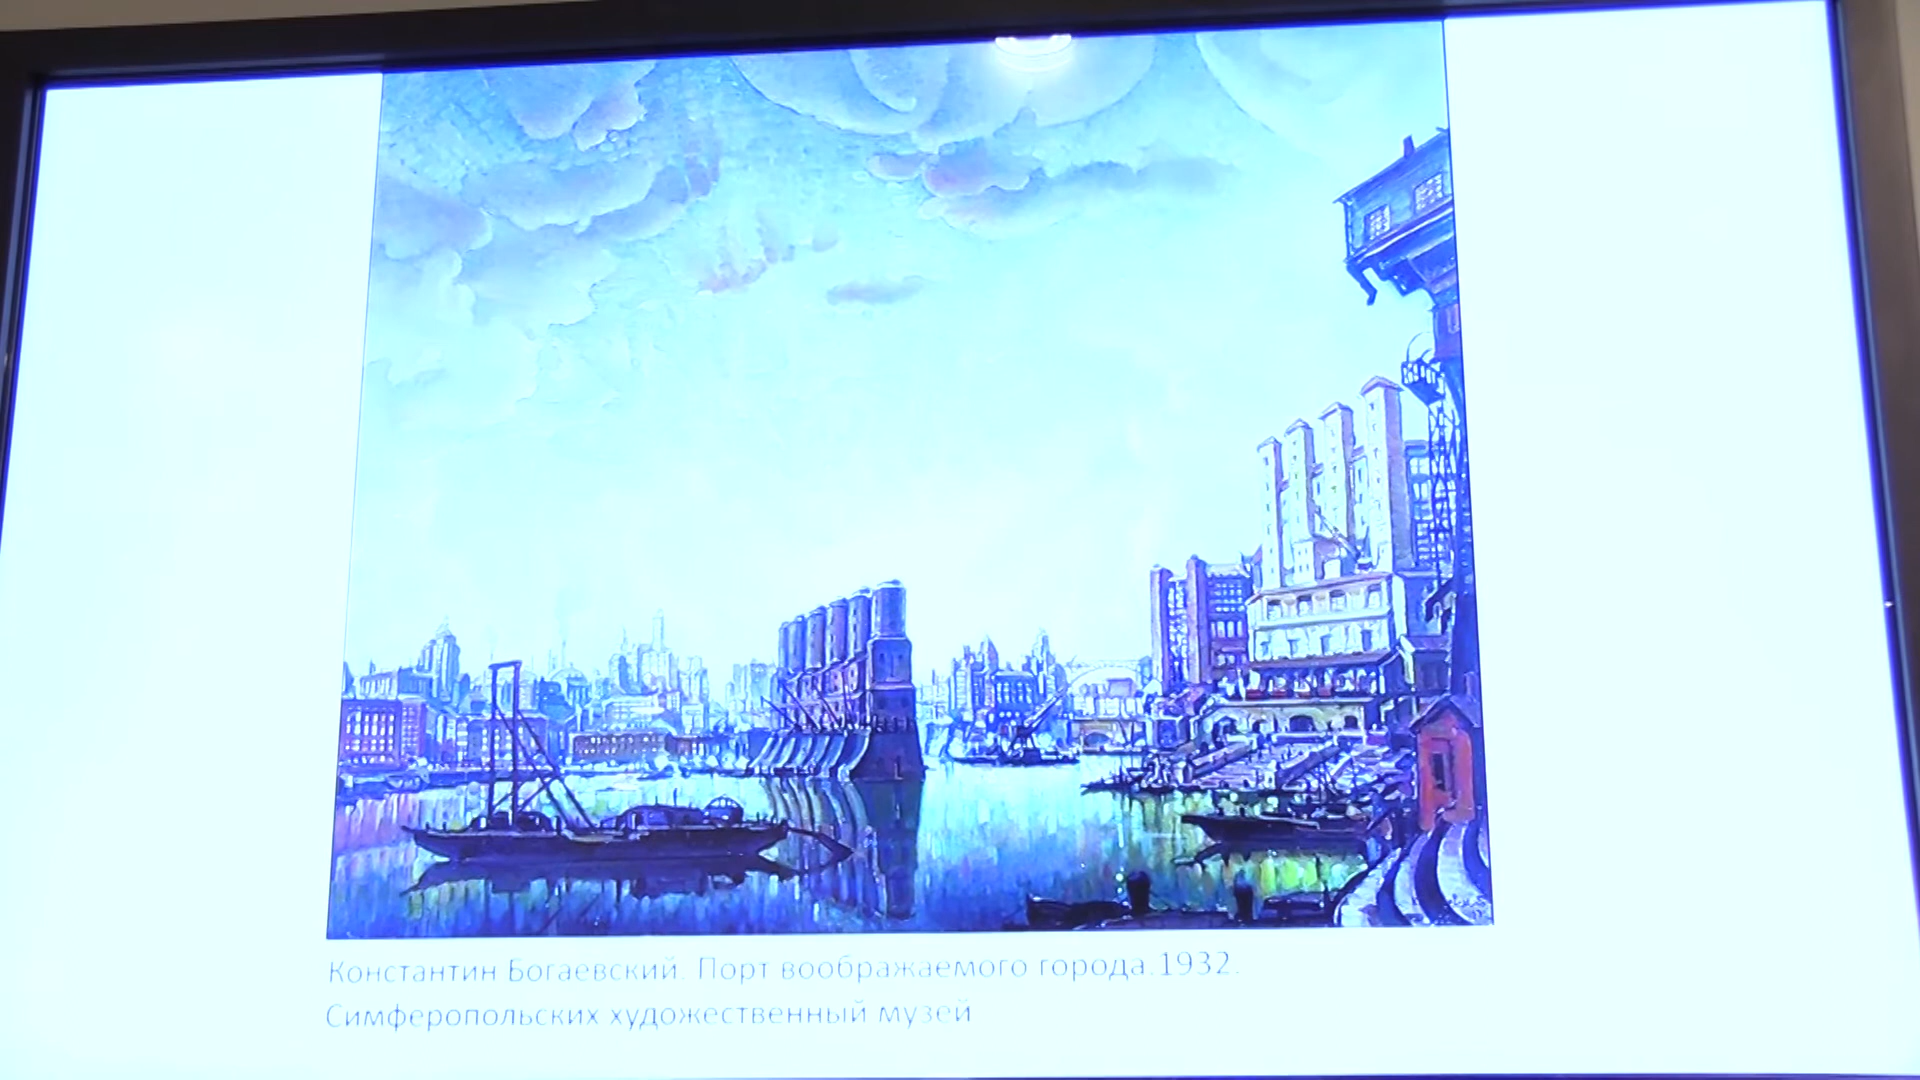 Константин Богаевский. Порт воображаемого города.1932.
Симферопольских художественный музей